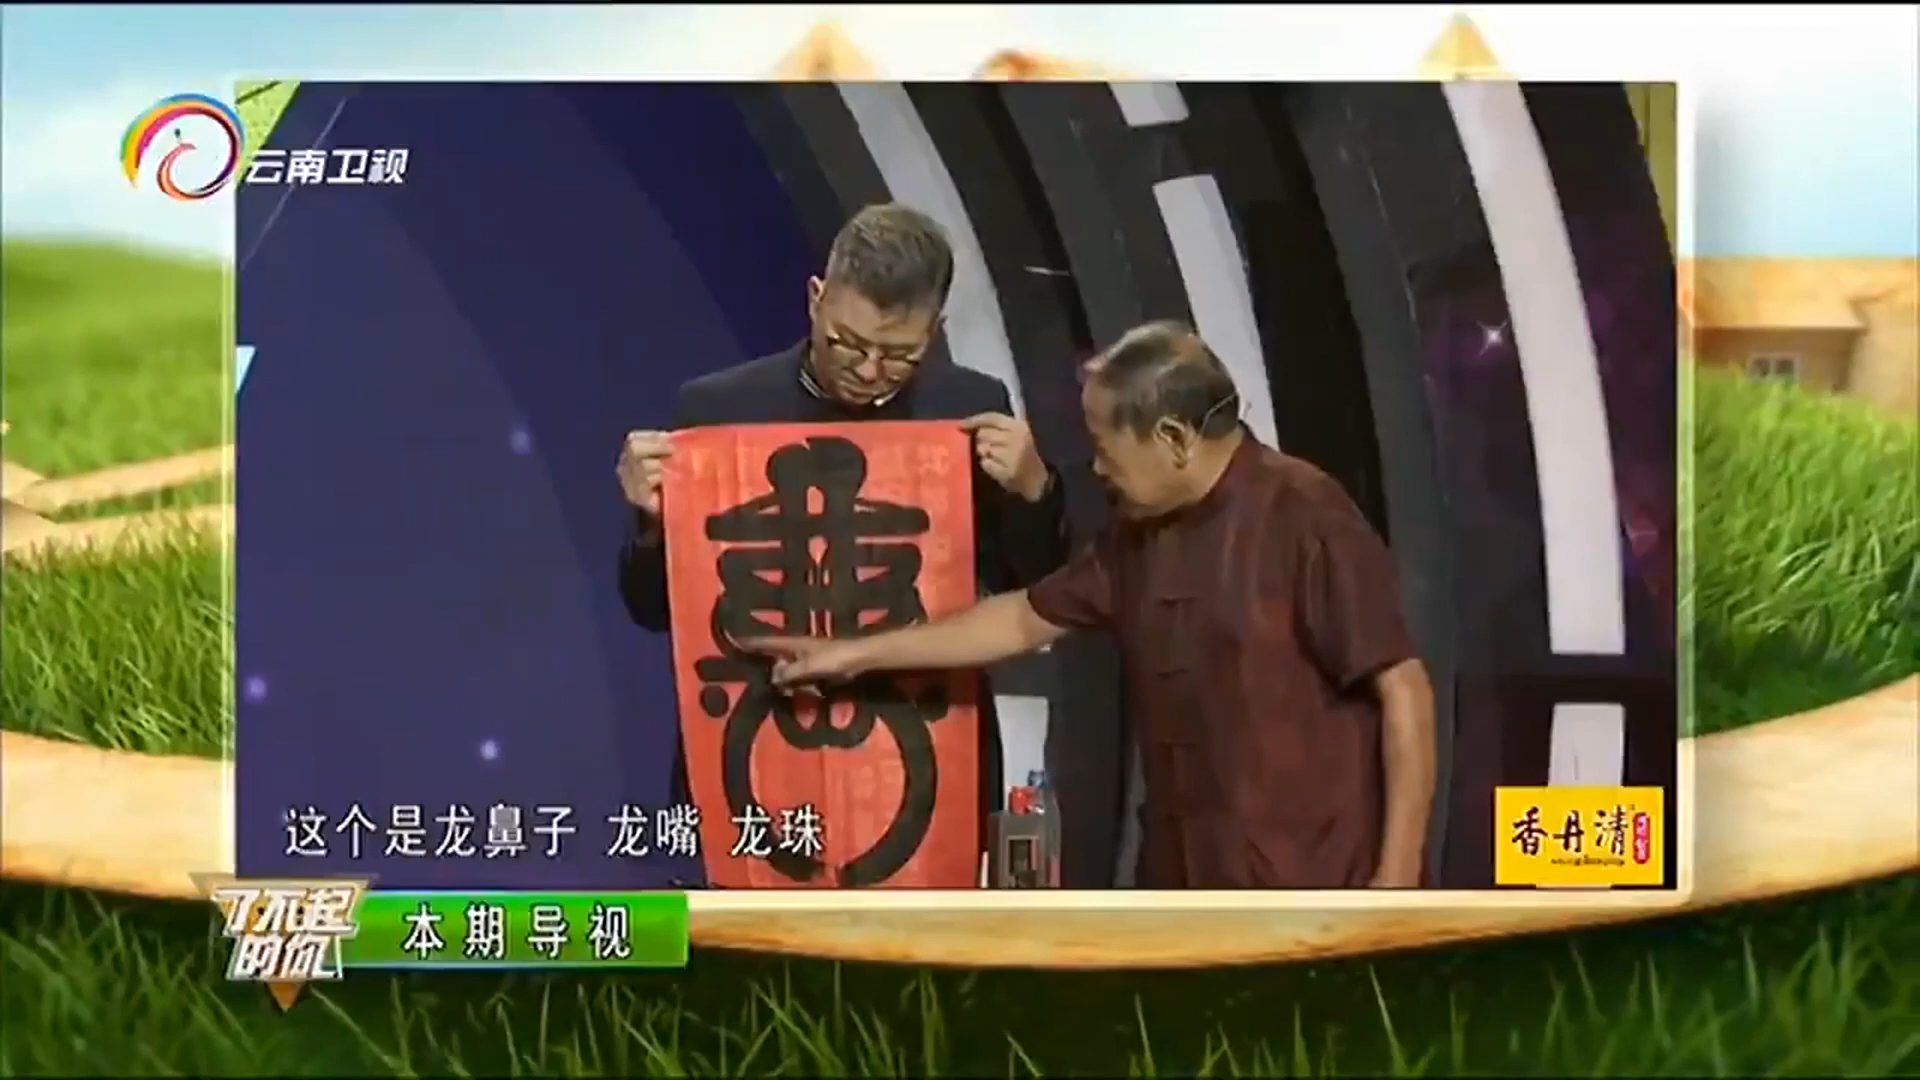 云南卫视
这个是龙鼻子 龙嘴 龙珠
香丹清
了不起
的你
本期导视